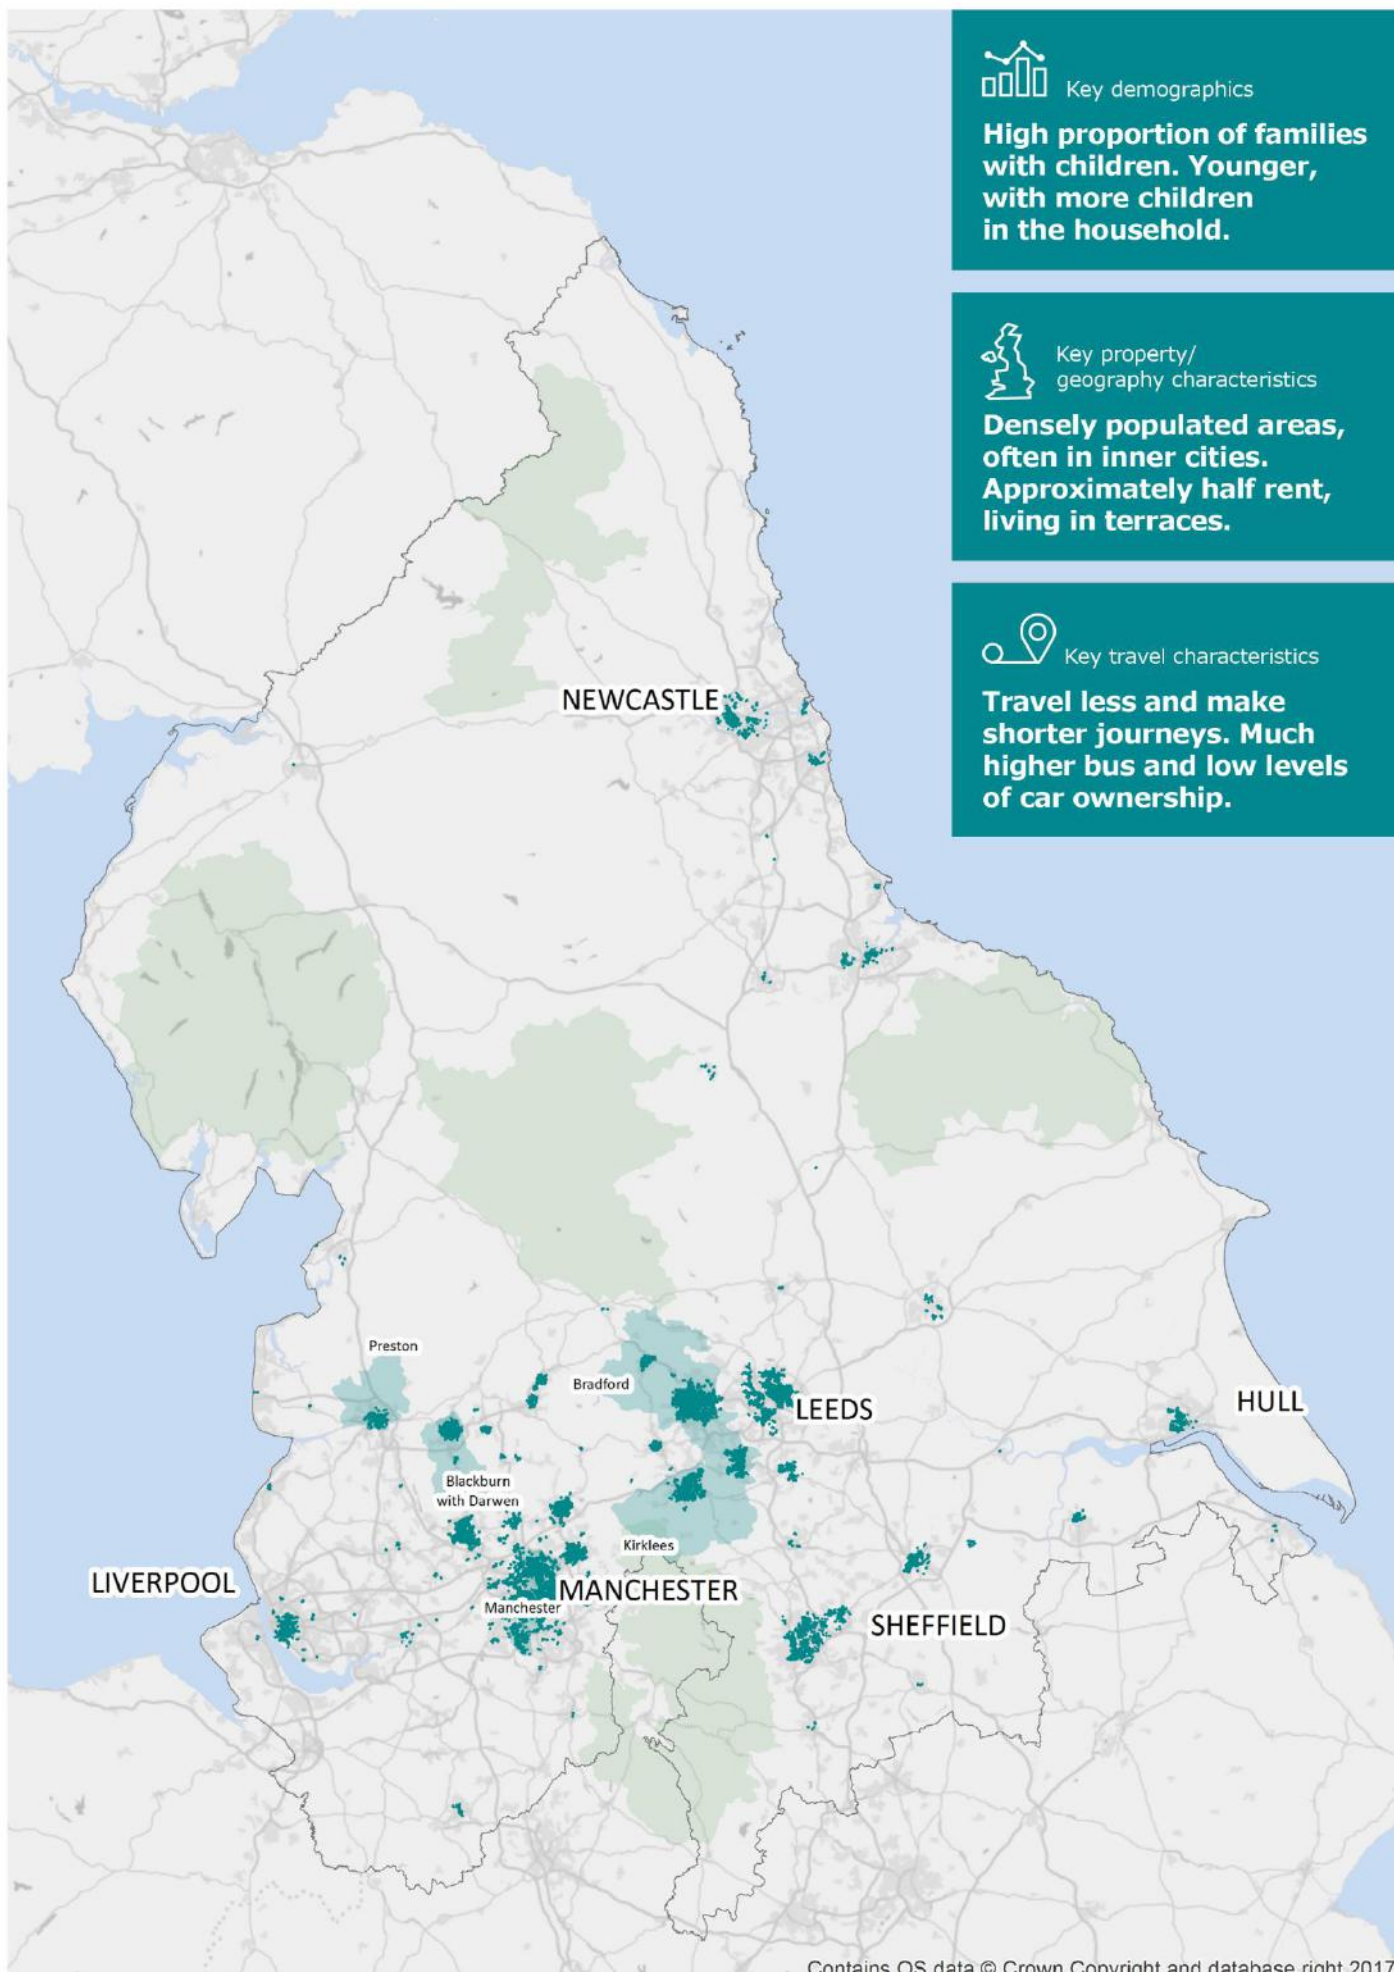 Key demographics
High proportion of families
with children. Younger,
with more children
in the household.
Key property/
geography characteristics
Densely populated areas,
often in inner cities.
Approximately half rent,
living in terraces.
Key travel characteristics
Travel less and make
shorter journeys. Much
higher bus and low levels
of car ownership.
NEWCASTLE
Preston
Bradford
LEEDS
HULL
Blackburn
with Darwen
Kirklees
LIVERPOOL
MANCHESTER
Manchester
SHEFFIELD
Contains OS data © Crown Copyright and database right 2017